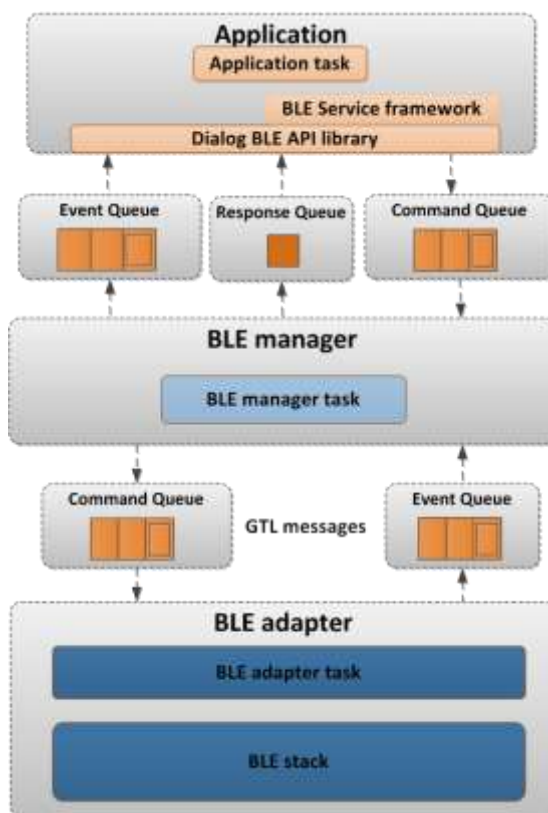 Application
Application task
BLE Service framework
Dialog BLE API library
Event Queue
Response Queue
Command Queue
BLE manager
BLE manager task
Command Queue
GTL messages
Event Queue
BLE adapter
BLE adapter task
BLE stack